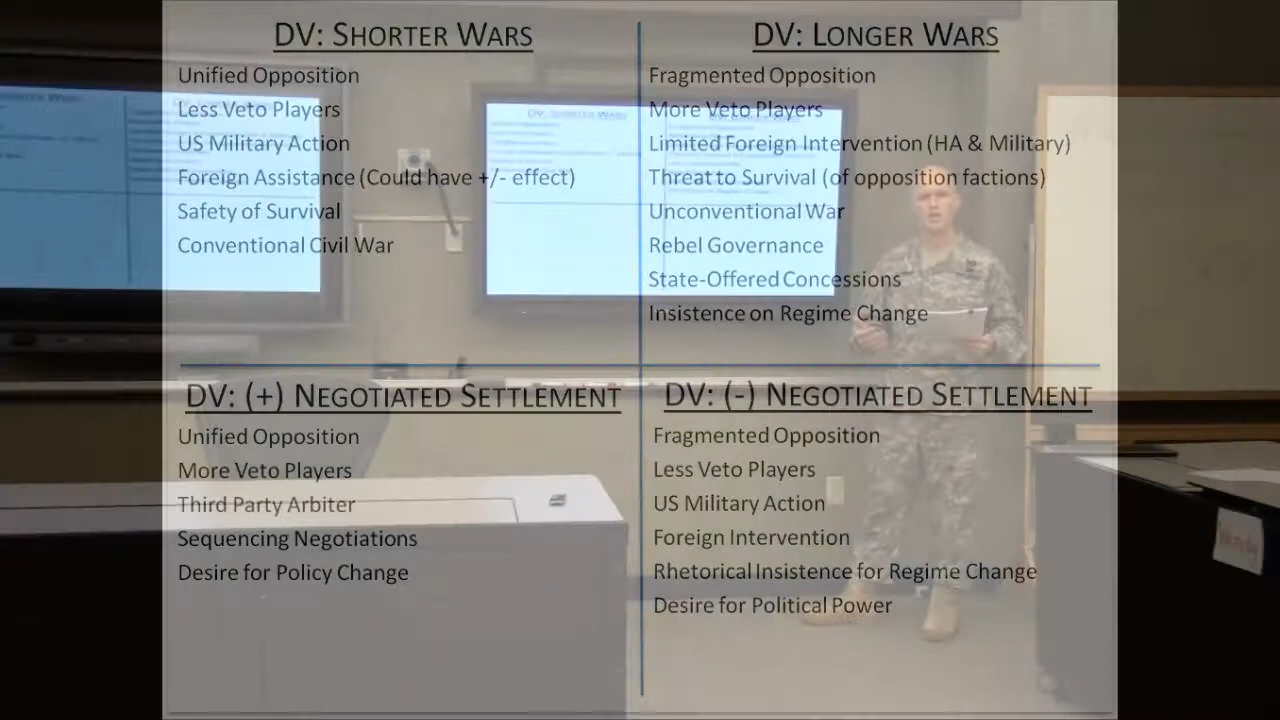 DV: SHORTER WARS
Unified Opposition
Less Veto Players
US Military Action
Foreign Assistance (Could have +/- effect)
Safety of Survival
Conventional Civil War
DV: LONGER WARS
Fragmented Opposition
More Veto Players
Limited Foreign Intervention (HA & Military)
Threat to Survival (of opposition factions)
Unconventional War
Rebel Governance
State-Offered Concessions
Insistence on Regime Change
DV: (+) NEGOTIATED SETTLEMENT
Unified Opposition
More Veto Players
Third Party Arbiter
Sequencing Negotiations
Desire for Policy Change
DV: (-) NEGOTIATED SETTLEMENT
Fragmented Opposition
Less Veto Players
US Military Action
Foreign Intervention
Rhetorical Insistence for Regime Change
Desire for Political Power